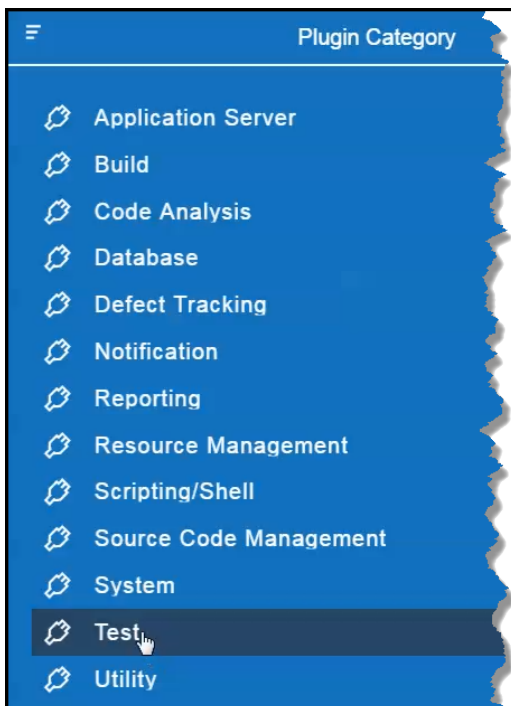 Plugin Category
Application Server
Build
Code Analysis
Database
Defect Tracking
Notification
Reporting
Resource Management
Scripting/Shell
Source Code Management
System
Test
Utility